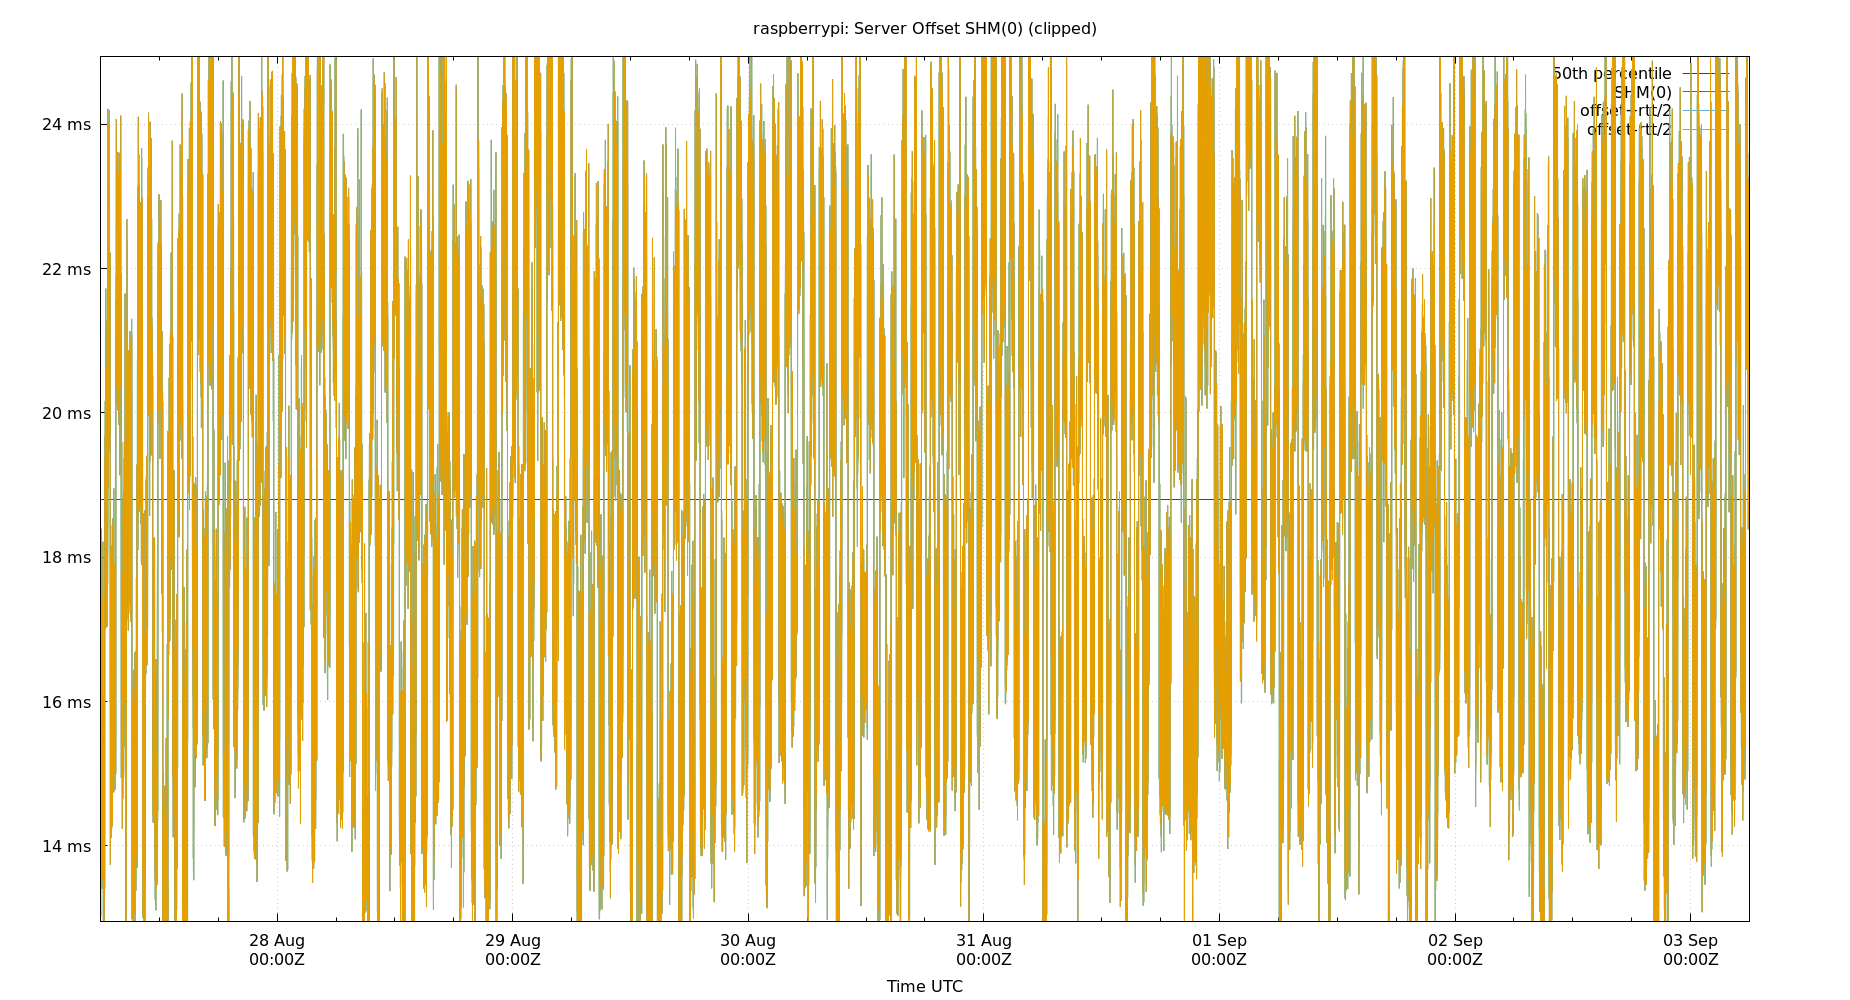 raspberrypi: Server Offset SHM(0) (clipped)
50th percentile
SHM(0)
offset+rtt/2
offset-rtt/2
24 ms
22 ms
20 ms
18 ms
16 ms
14 ms
28 Aug
00:00Z
29 Aug
00:00Z
30 Aug
00:00Z
31 Aug
00:00Z
01 Sep
00:00Z
02 Sep
00:00Z
03 Sep
00:00Z
Time UTC